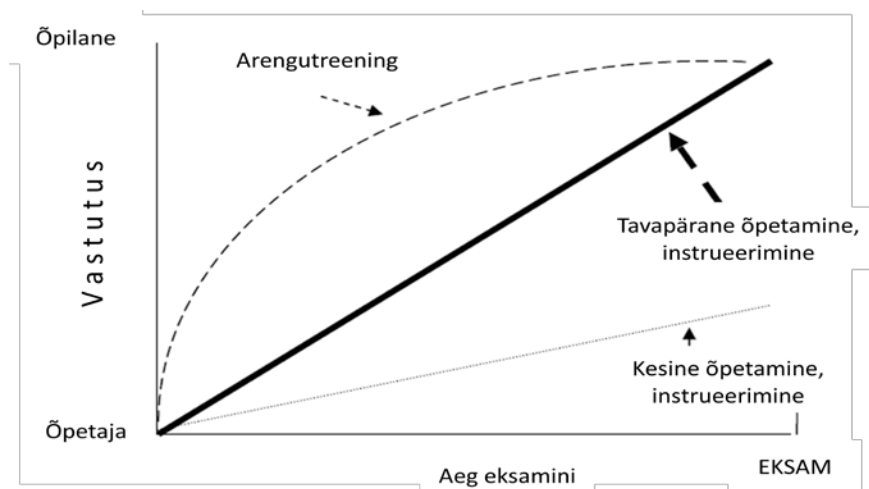 Õpilane
Arengutreening
Vastutus
Tavapärane õpetamine,
instrueerimine
Kesine õpetamine,
instrueerimine
Õpetaja
Aeg eksamini
EKSAM